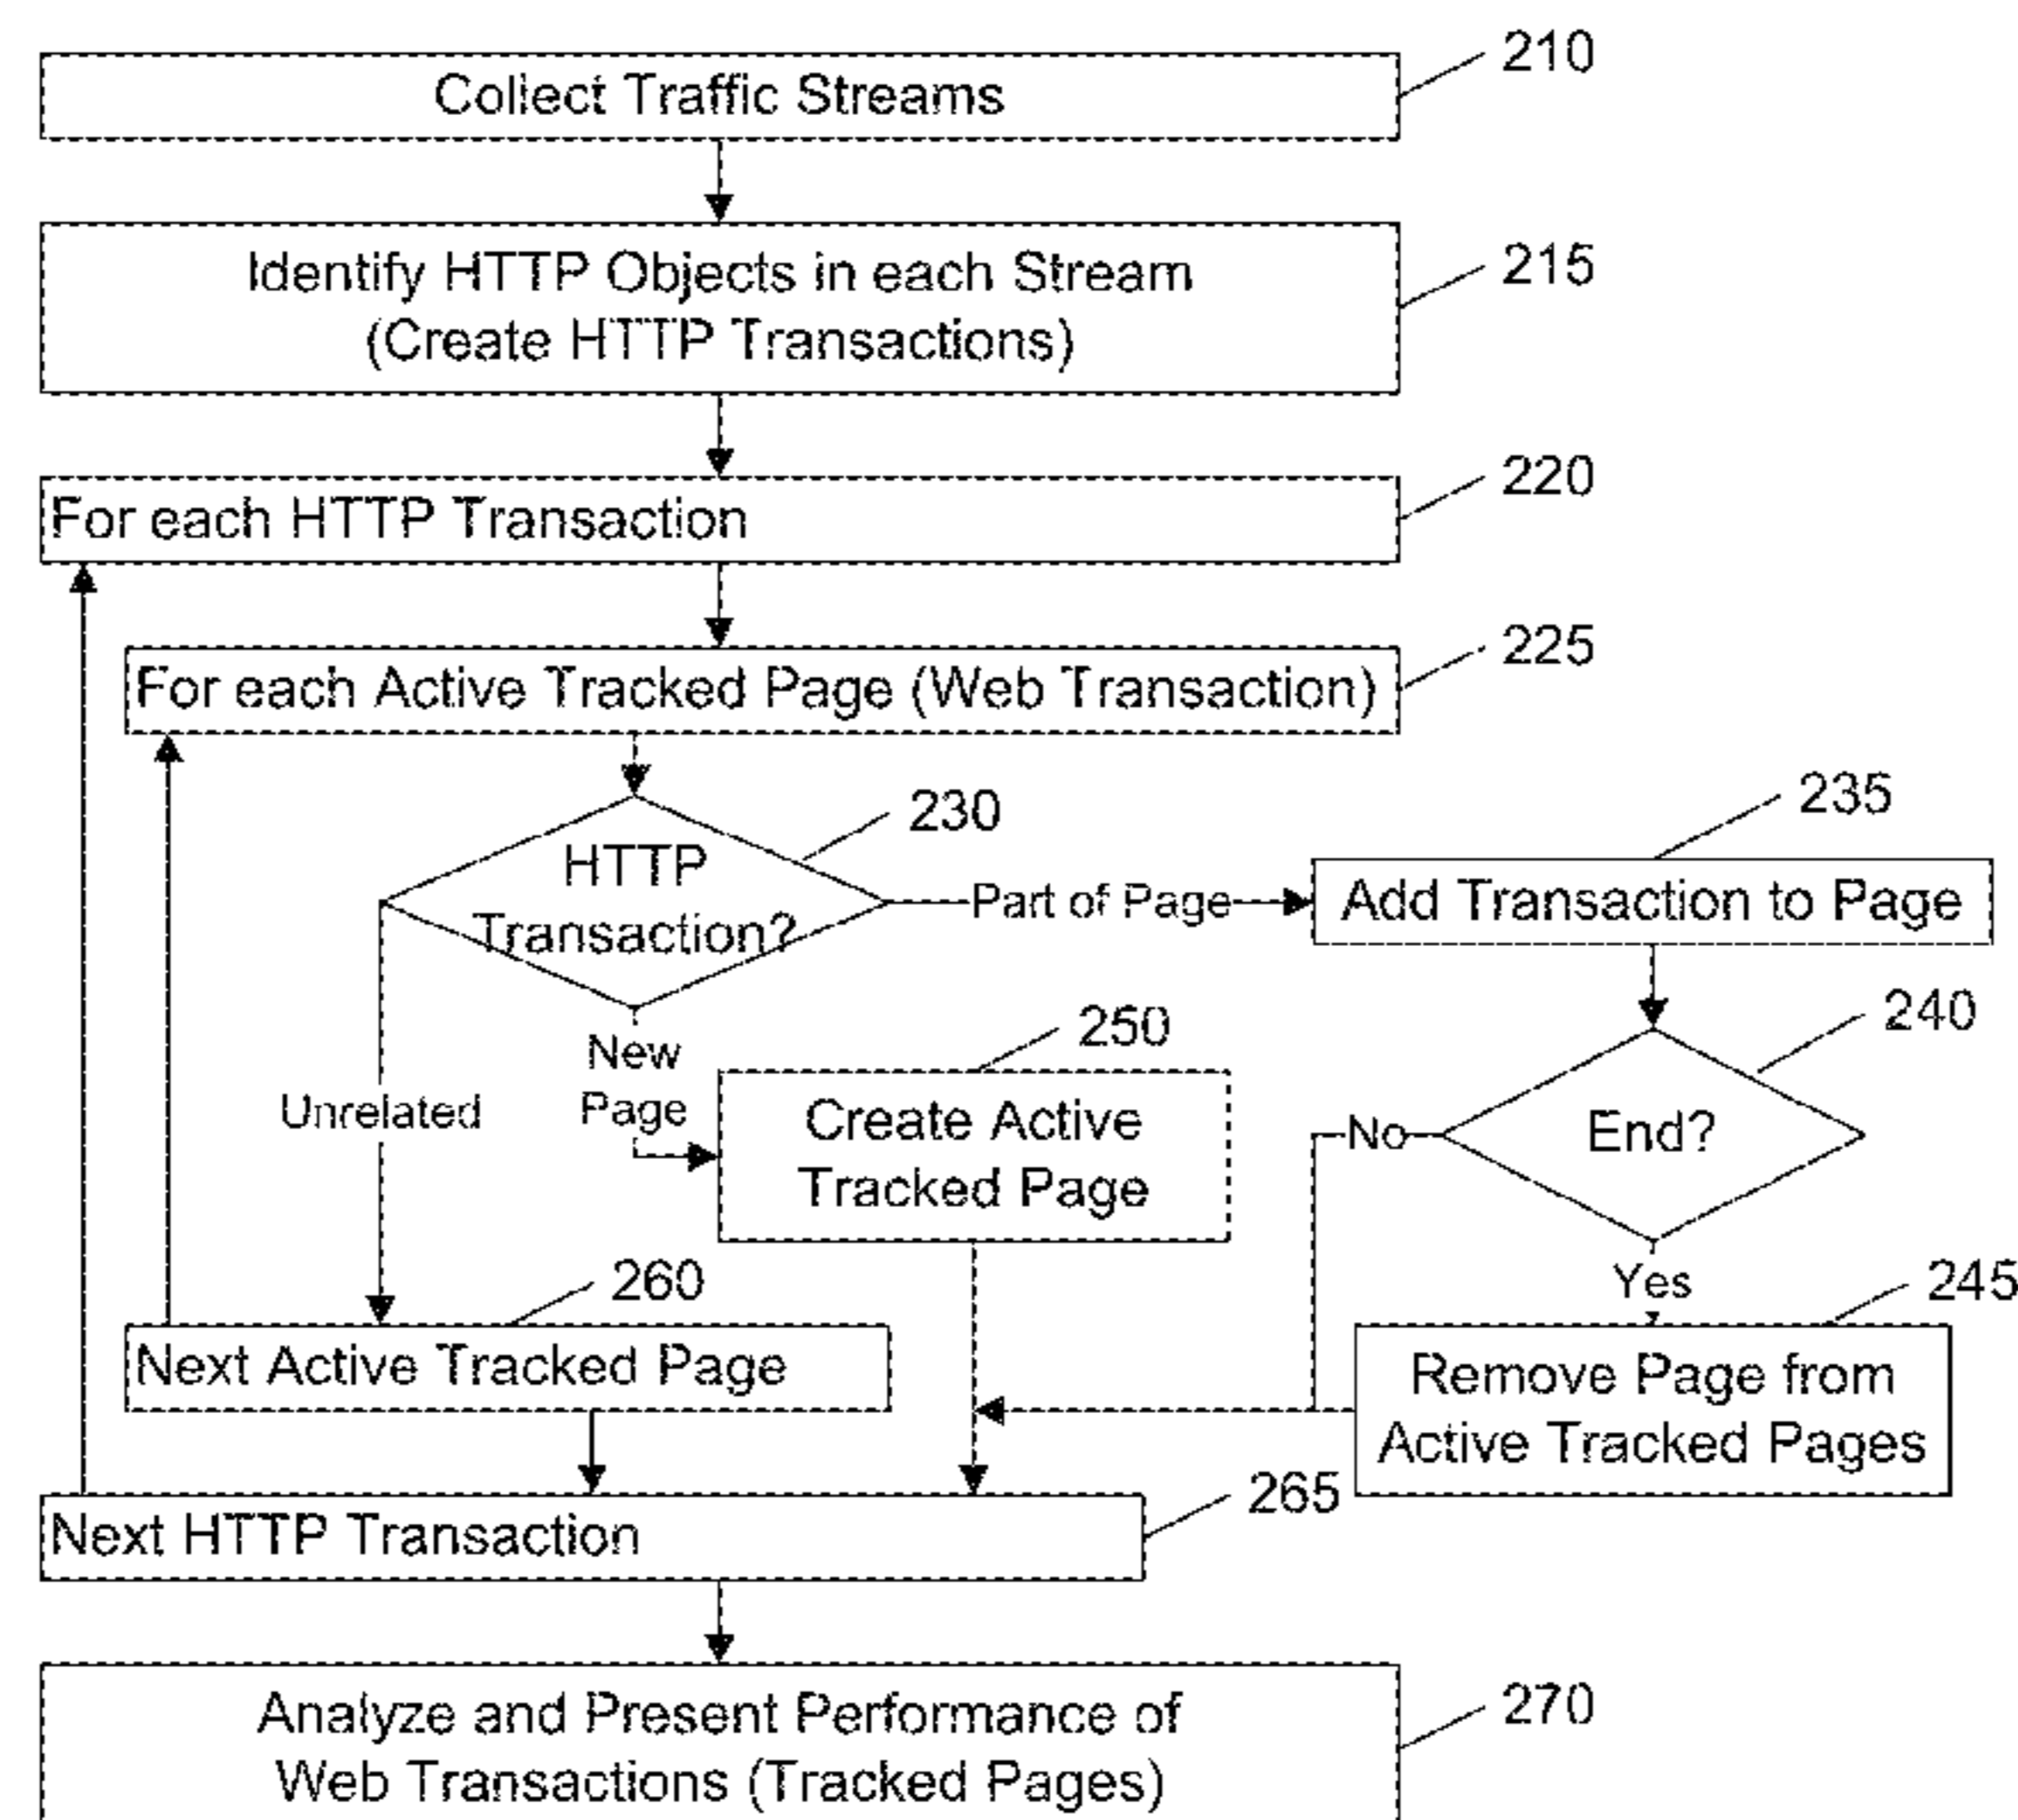 210
Collect Traffic Streams
215
Identify HTTP Objects in each Stream
(Create HTTP Transactions)
220
For each HTTP Transaction
225
For each Active Tracked Page (Web Transaction)
230
HTTP
Transaction?
Part of Page
235
Add Transaction to Page
240
End?
No
Yes
Unrelated
New
Page
250
Create Active
Tracked Page
245
Remove Page from
Active Tracked Pages
260
Next Active Tracked Page
265
Next HTTP Transaction
270
Analyze and Present Performance of
Web Transactions (Tracked Pages)